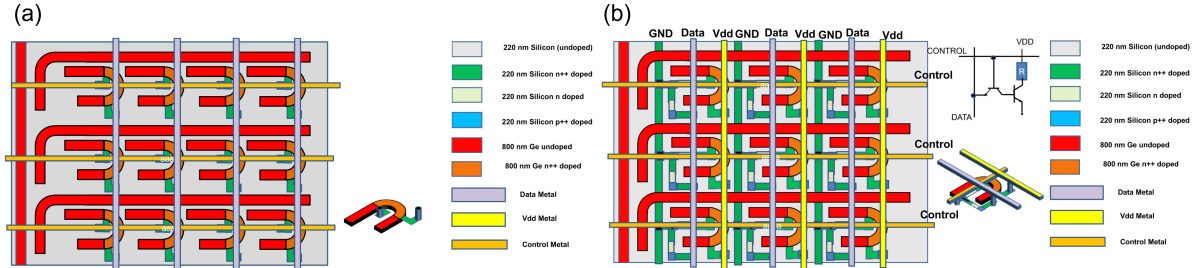 (a)
220 nm Silicon (undoped)
220 nm Silicon n++ doped
220 nm Silicon n doped
220 nm Silicon p++ doped
800 nm Ge undoped
800 nm Ge n++ doped
Data Metal
Vdd Metal
Control Metal
(b)
GND Data Vdd GND Data Vdd GND Data Vdd
Control
Control
Control
CONTROL
VDD
R
DATA
220 nm Silicon (undoped)
220 nm Silicon n++ doped
220 nm Silicon n doped
220 nm Silicon p++ doped
800 nm Ge undoped
800 nm Ge n++ doped
Data Metal
Vdd Metal
Control Metal